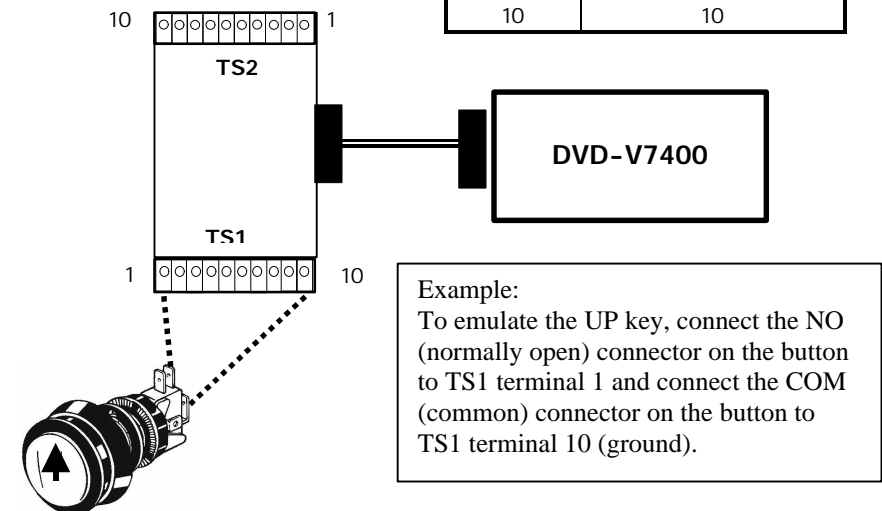 10 10
10 1
TS2
DVD-V7400
TS1
1 10
Example:
To emulate the UP key, connect the NO
(normally open) connector on the button
to TS1 terminal 1 and connect the COM
(common) connector on the button to
TS1 terminal 10 (ground).